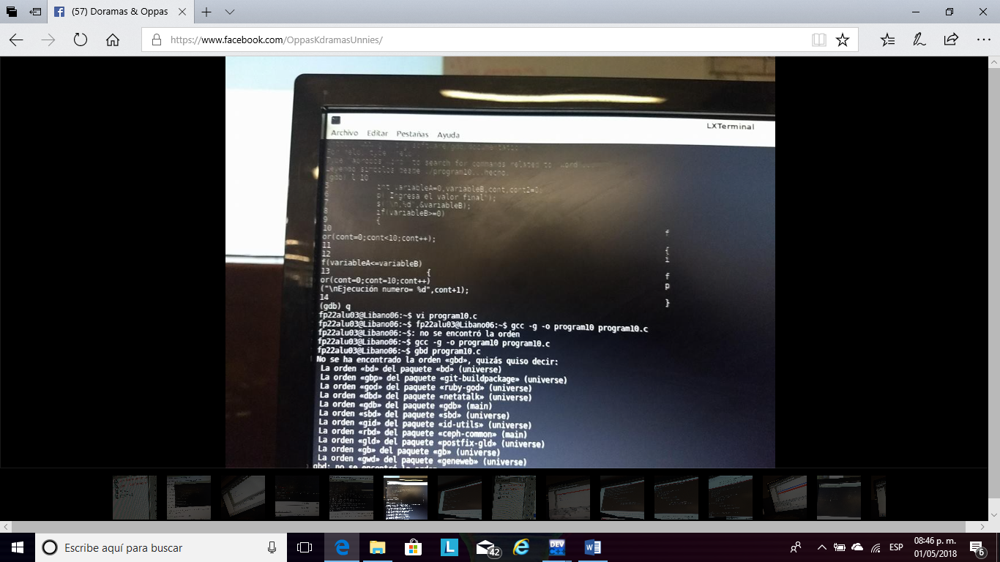 (57) Doramas & Oppas
https://www.facebook.com/OppasKdramasUnnies/
LXTerminal
Archivo Editar Pestañas Ayuda
to search for commands related to
/program10...hecho.
(gdb) l 10
5 int variableA=0,variableB,cont,cont2=0;
6 p("Ingresa el valor final");
7 s("\n,%d",&variableB);
8 if(variableB>=0)
9 {
10 f
or(cont=0;cont<10;cont++);
11 {
12 i
f(variableA<=variableB)
13 { f
or(cont=0;cont=10;cont++) p
("\nEjecución numero= %d",cont+1);
14 }
(gdb) q
fp22alu03@Libano06:~$ vi program10.c
fp22alu03@Libano06:~$ fp22alu03@Libano06:~$ gcc -g -o program10 program10.c
fp22alu03@Libano06:~$: no se encontró la orden
fp22alu03@Libano06:~$ gcc -g -o program10 program10.c
fp22alu03@Libano06:~$ gbd program10.c
No se ha encontrado la orden «gbd», quizás quiso decir:
La orden «bd» del paquete «bd» (universe)
La orden «gbp» del paquete «git-buildpackage» (universe)
La orden «god» del paquete «ruby-god» (universe)
La orden «dbd» del paquete «netatalk» (universe)
La orden «gdb» del paquete «gdb» (main)
La orden «sbd» del paquete «sbd» (universe)
La orden «gid» del paquete «id-utils» (universe)
La orden «rbd» del paquete «ceph-common» (main)
La orden «gld» del paquete «postfix-gld» (universe)
La orden «gb» del paquete «gb» (universe)
La orden «gwd» del paquete «geneweb» (universe)
gbd: no se encontró la orden
Escribe aquí para buscar
L
42
DEV
ESP
08:46 p. m.
01/05/2018
6